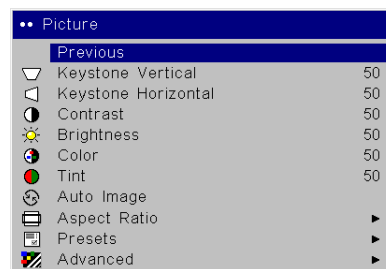 •• Picture
Previous
Keystone Vertical 50
Keystone Horizontal 50
Contrast 50
Brightness 50
Color 50
Tint 50
Auto Image
Aspect Ratio ►
Presets ►
Advanced ►